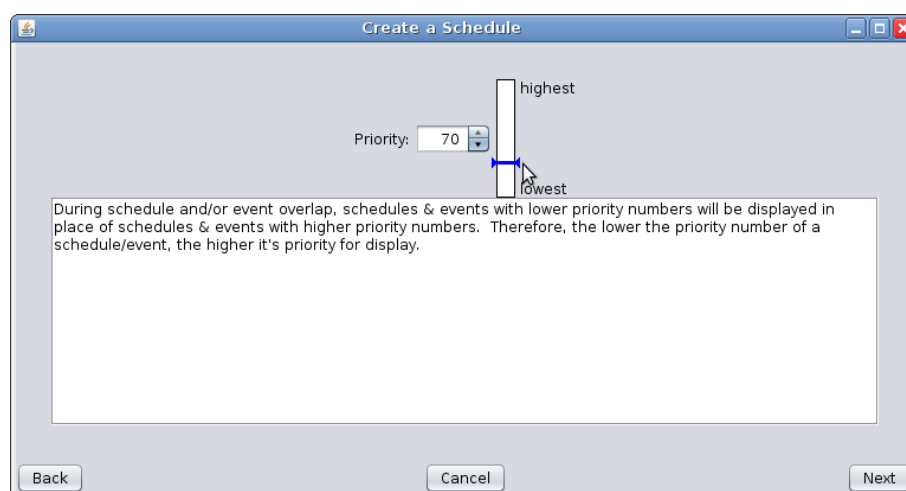 Create a Schedule
highest
Priority: 70
lowest
During schedule and/or event overlap, schedules & events with lower priority numbers will be displayed in
place of schedules & events with higher priority numbers.  Therefore, the lower the priority number of a
schedule/event, the higher it's priority for display.
Back Cancel Next